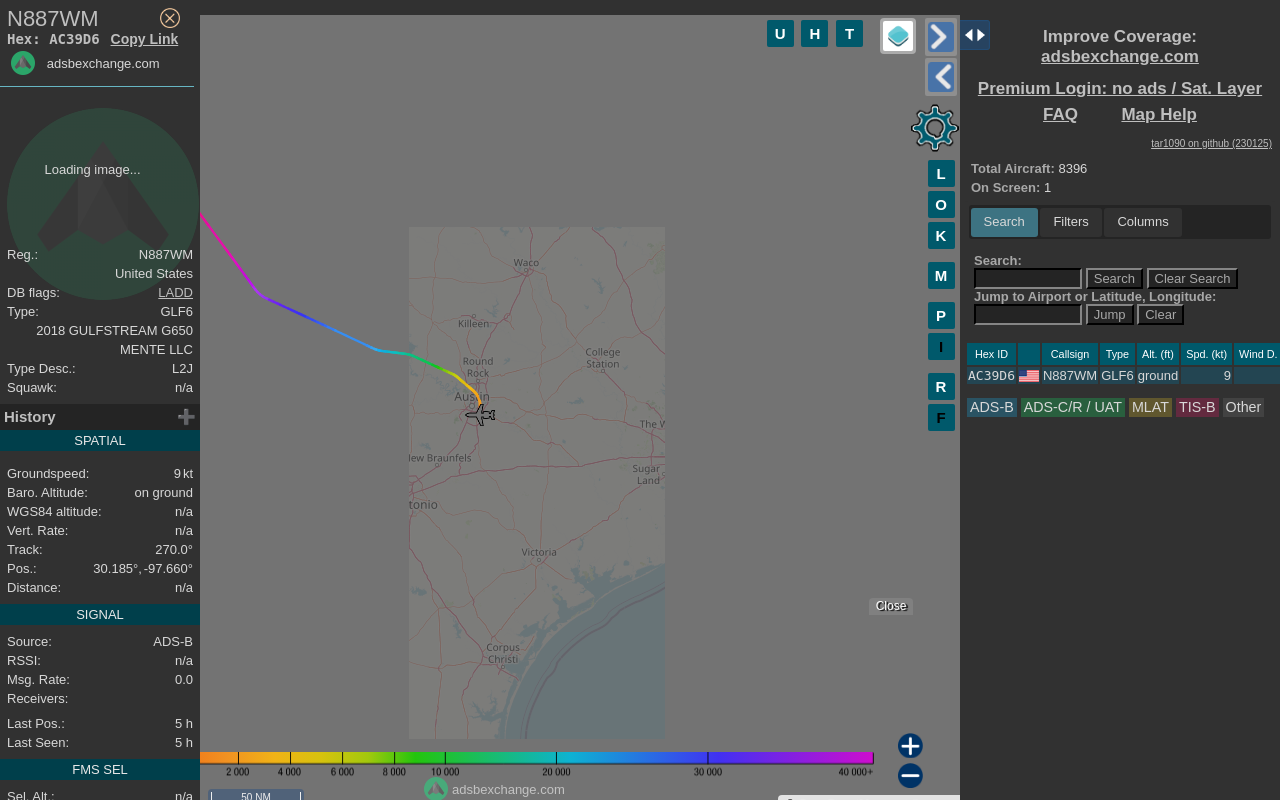 N887WM
Hex: AC39D6 Copy Link
adsbexchange.com
Loading image...
Reg.: N887WM
United States
DB flags: LADD
Type: GLF6
2018 GULFSTREAM G650
MENTE LLC
Type Desc.: L2J
Squawk: n/a
History
SPATIAL
Groundspeed: 9 kt
Baro. Altitude: on ground
WGS84 altitude: n/a
Vert. Rate: n/a
Track: 270.0°
Pos.: 30.185°, -97.660°
Distance: n/a
SIGNAL
Source: ADS-B
RSSI: n/a
Msg. Rate: 0.0
Receivers:
Last Pos.: 5 h
Last Seen: 5 h
FMS SEL
Sel. Alt.: n/a
U H T
L
O
K
M
P
I
R
F
Waco
Killeen
Round
Rock
College
Station
Austin
The W
ew Braunfels
Sugar
Land
tonio
Victoria
Corpus
Christi
Close
2 000 4 000 6 000 8 000 10 000 20 000 30 000 40 000+
adsbexchange.com
50 NM
Improve Coverage:
adsbexchange.com
Premium Login: no ads / Sat. Layer
FAQ Map Help
tar1090 on github (230125)
Total Aircraft: 8396
On Screen: 1
Search Filters Columns
Search:
Search Clear Search
Jump to Airport or Latitude, Longitude:
Jump Clear
Hex ID Callsign Type Alt. (ft) Spd. (kt) Wind D.
AC39D6 N887WM GLF6 ground 9
ADS-B ADS-C/R / UAT MLAT TIS-B Other